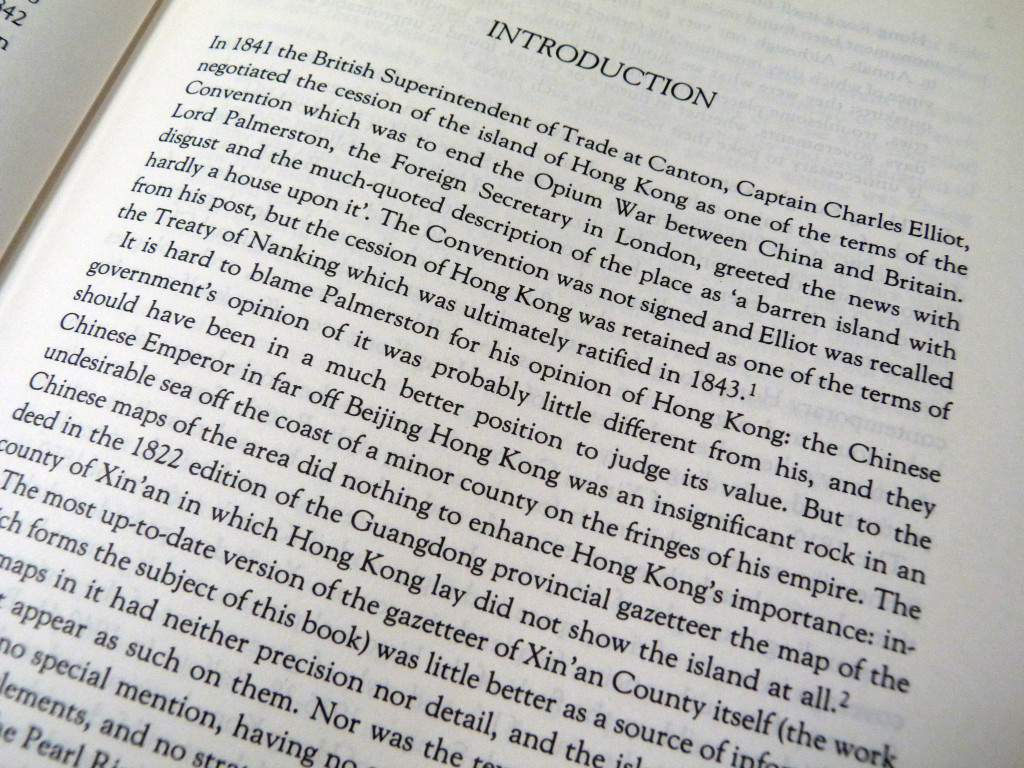 342
n
INTRODUCTION
In 1841 the British Superintendent of Trade at Canton, Captain Charles Elliot,
negotiated the cession of the island of Hong Kong as one of the terms of the
Convention which was to end the Opium War between China and Britain.
Lord Palmerston, the Foreign Secretary in London, greeted the news with
disgust and the much-quoted description of the place as ‘a barren island with
hardly a house upon it’. The Convention was not signed and Elliot was recalled
from his post, but the cession of Hong Kong was retained as one of the terms of
the Treaty of Nanking which was ultimately ratified in 1843.1
It is hard to blame Palmerston for his opinion of Hong Kong: the Chinese
government’s opinion of it was probably little different from his, and they
should have been in a much better position to judge its value. But to the
Chinese Emperor in far off Beijing Hong Kong was an insignificant rock in an
undesirable sea off the coast of a minor county on the fringes of his empire. The
Chinese maps of the area did nothing to enhance Hong Kong’s importance: in-
deed in the 1822 edition of the Guangdong provincial gazetteer the map of the
county of Xin’an in which Hong Kong lay did not show the island at all.2
The most up-to-date version of the gazetteer of Xin’an County itself (the work
ch forms the subject of this book) was little better as a source of infor
maps in it had neither precision nor detail, and the isl
t appear as such on them. Nor was the te
no special mention, having no
lements, and no stra
e Pearl Ri